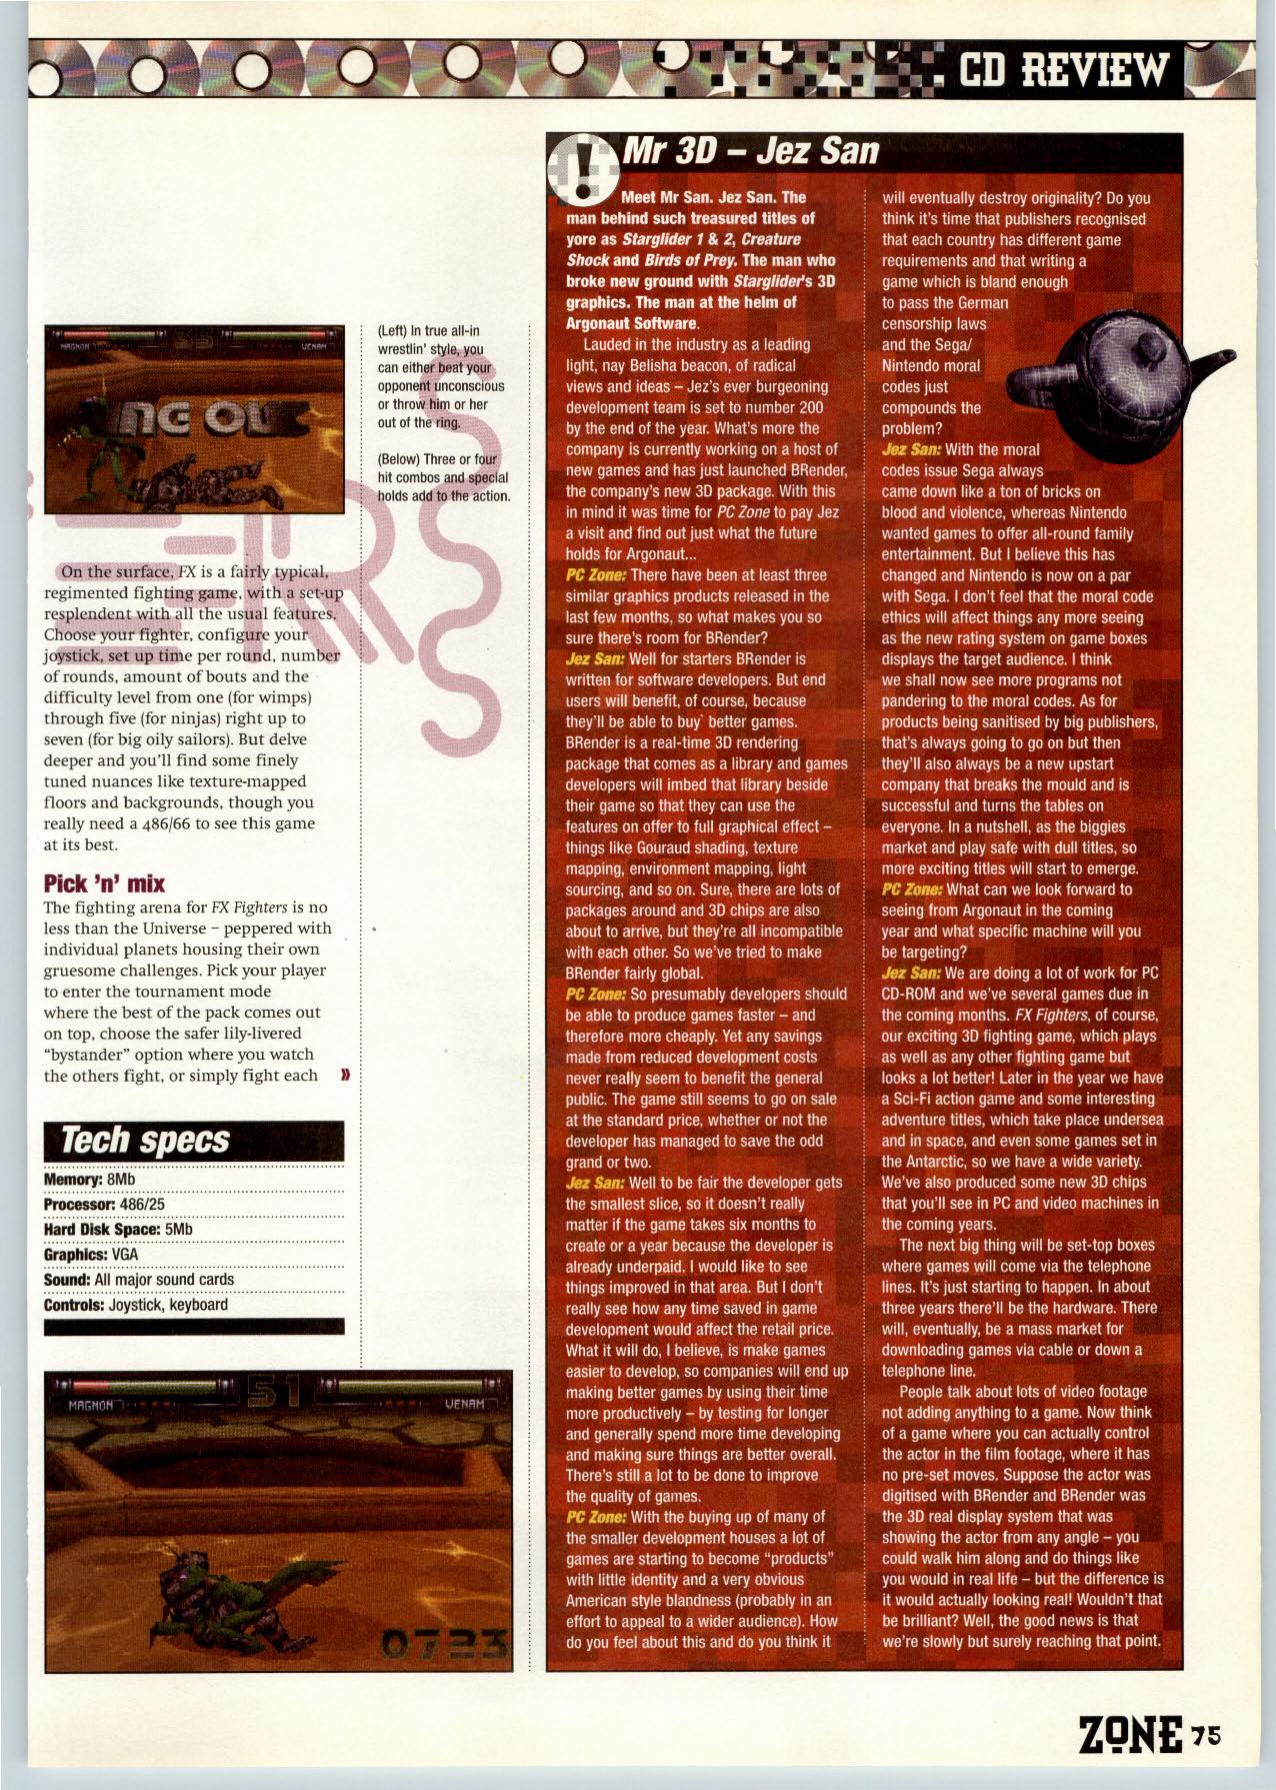 CD REVIEW
MAGNON
35
VENAM
NG OU
(Left) In true all-in
wrestlin' style, you
can either beat your
opponent unconscious
or throw him or her
out of the ring.
(Below) Three or four
hit combos and special
holds add to the action.
On the surface, FX is a fairly typical,
regimented fighting game, with a set-up
resplendent with all the usual features.
Choose your fighter, configure your
joystick, set up time per round, number
of rounds, amount of bouts and the
difficulty level from one (for wimps)
through five (for ninjas) right up to
seven (for big oily sailors). But delve
deeper and you'll find some finely
tuned nuances like texture-mapped
floors and backgrounds, though you
really need a 486/66 to see this game
at its best.
Pick 'n' mix
The fighting arena for FX Fighters is no
less than the Universe – peppered with
individual planets housing their own
gruesome challenges. Pick your player
to enter the tournament mode
where the best of the pack comes out
on top, choose the safer lily-livered
"bystander" option where you watch
the others fight, or simply fight each »
Tech specs
Memory: 8Mb
Processor: 486/25
Hard Disk Space: 5Mb
Graphics: VGA
Sound: All major sound cards
Controls: Joystick, keyboard
MAGNON
51
VENAM
0723
! Mr 3D – Jez San
Meet Mr San. Jez San. The
man behind such treasured titles of
yore as Starglider 1 & 2, Creature
Shock and Birds of Prey. The man who
broke new ground with Starglider's 3D
graphics. The man at the helm of
Argonaut Software.
Lauded in the industry as a leading
light, nay Belisha beacon, of radical
views and ideas – Jez's ever burgeoning
development team is set to number 200
by the end of the year. What's more the
company is currently working on a host of
new games and has just launched BRender,
the company's new 3D package. With this
in mind it was time for PC Zone to pay Jez
a visit and find out just what the future
holds for Argonaut...
PC Zone: There have been at least three
similar graphics products released in the
last few months, so what makes you so
sure there's room for BRender?
Jez San: Well for starters BRender is
written for software developers. But end
users will benefit, of course, because
they'll be able to buy better games.
BRender is a real-time 3D rendering
package that comes as a library and games
developers will imbed that library beside
their game so that they can use the
features on offer to full graphical effect –
things like Gouraud shading, texture
mapping, environment mapping, light
sourcing, and so on. Sure, there are lots of
packages around and 3D chips are also
about to arrive, but they're all incompatible
with each other. So we've tried to make
BRender fairly global.
PC Zone: So presumably developers should
be able to produce games faster – and
therefore more cheaply. Yet any savings
made from reduced development costs
never really seem to benefit the general
public. The game still seems to go on sale
at the standard price, whether or not the
developer has managed to save the odd
grand or two.
Jez San: Well to be fair the developer gets
the smallest slice, so it doesn't really
matter if the game takes six months to
create or a year because the developer is
already underpaid. I would like to see
things improved in that area. But I don't
really see how any time saved in game
development would affect the retail price.
What it will do, I believe, is make games
easier to develop, so companies will end up
making better games by using their time
more productively – by testing for longer
and generally spend more time developing
and making sure things are better overall.
There's still a lot to be done to improve
the quality of games.
PC Zone: With the buying up of many of
the smaller development houses a lot of
games are starting to become "products"
with little identity and a very obvious
American style blandness (probably in an
effort to appeal to a wider audience). How
do you feel about this and do you think it
will eventually destroy originality? Do you
think it's time that publishers recognised
that each country has different game
requirements and that writing a
game which is bland enough
to pass the German
censorship laws
and the Sega/
Nintendo moral
codes just
compounds the
problem?
Jez San: With the moral
codes issue Sega always
came down like a ton of bricks on
blood and violence, whereas Nintendo
wanted games to offer all-round family
entertainment. But I believe this has
changed and Nintendo is now on a par
with Sega. I don't feel that the moral code
ethics will affect things any more seeing
as the new rating system on game boxes
displays the target audience. I think
we shall now see more programs not
pandering to the moral codes. As for
products being sanitised by big publishers,
that's always going to go on but then
they'll also always be a new upstart
company that breaks the mould and is
successful and turns the tables on
everyone. In a nutshell, as the biggies
market and play safe with dull titles, so
more exciting titles will start to emerge.
PC Zone: What can we look forward to
seeing from Argonaut in the coming
year and what specific machine will you
be targeting?
Jez San: We are doing a lot of work for PC
CD-ROM and we've several games due in
the coming months. FX Fighters, of course,
our exciting 3D fighting game, which plays
as well as any other fighting game but
looks a lot better! Later in the year we have
a Sci-Fi action game and some interesting
adventure titles, which take place undersea
and in space, and even some games set in
the Antarctic, so we have a wide variety.
We've also produced some new 3D chips
that you'll see in PC and video machines in
the coming years.
The next big thing will be set-top boxes
where games will come via the telephone
lines. It's just starting to happen. In about
three years there'll be the hardware. There
will, eventually, be a mass market for
downloading games via cable or down a
telephone line.
People talk about lots of video footage
not adding anything to a game. Now think
of a game where you can actually control
the actor in the film footage, where it has
no pre-set moves. Suppose the actor was
digitised with BRender and BRender was
the 3D real display system that was
showing the actor from any angle – you
could walk him along and do things like
you would in real life – but the difference is
it would actually looking real! Wouldn't that
be brilliant? Well, the good news is that
we're slowly but surely reaching that point.
ZONE 75